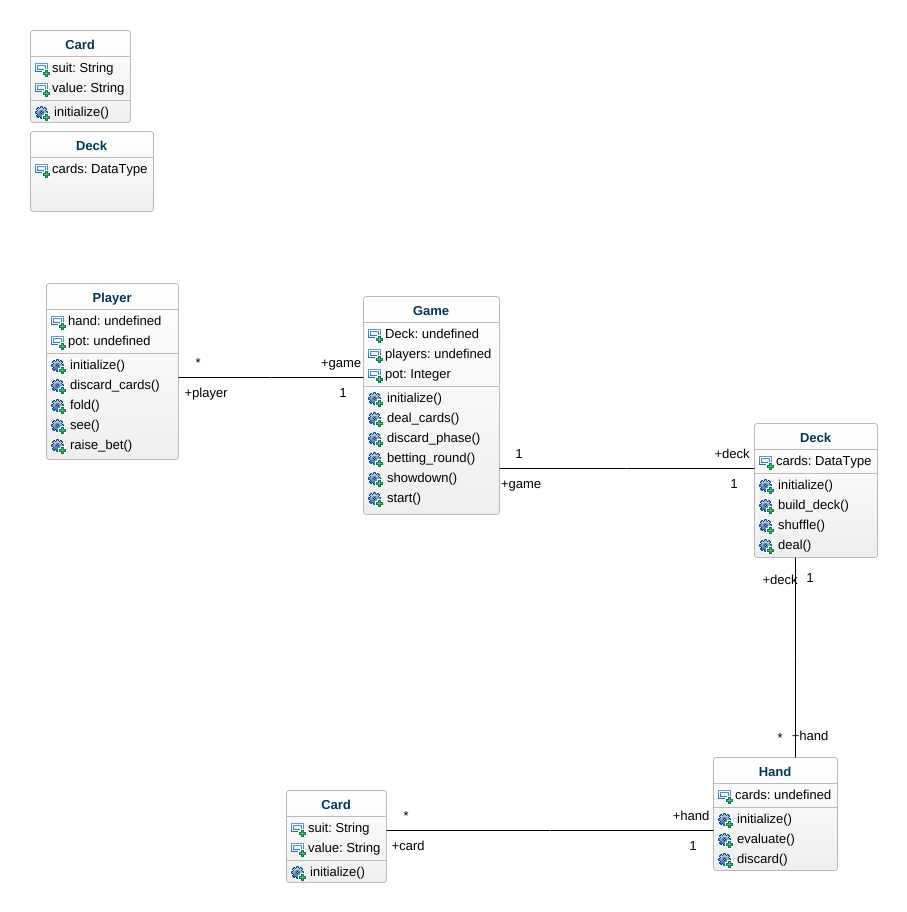 Card
suit: String
value: String
initialize()
Deck
cards: DataType
Player
hand: undefined
pot: undefined
initialize()
discard_cards()
fold()
see()
raise_bet()
*
+player
+game
1
Game
Deck: undefined
players: undefined
pot: Integer
initialize()
deal_cards()
discard_phase()
betting_round()
showdown()
start()
1
+game
+deck
1
Deck
cards: DataType
initialize()
build_deck()
shuffle()
deal()
+deck 1
* +hand
Hand
cards: undefined
initialize()
evaluate()
discard()
+hand
1
*
+card
Card
suit: String
value: String
initialize()